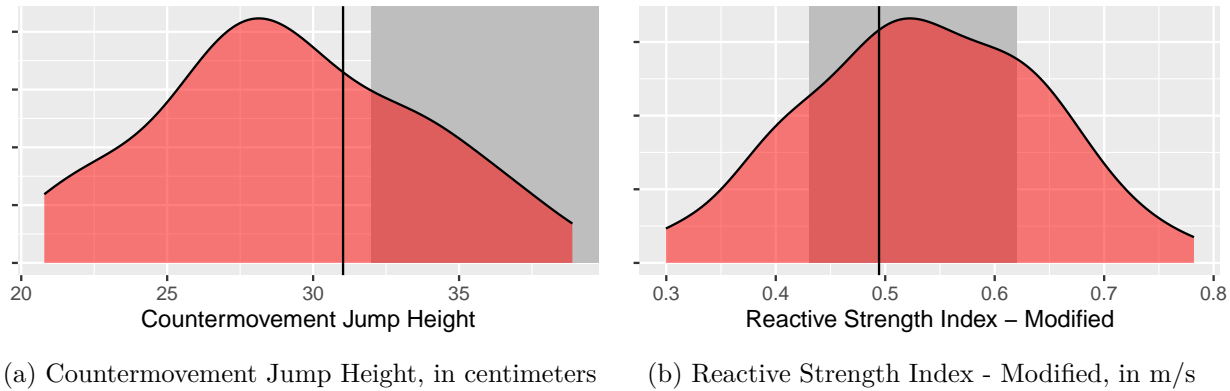 20 25 30 35
Countermovement Jump Height
(a) Countermovement Jump Height, in centimeters
0.3 0.4 0.5 0.6 0.7 0.8
Reactive Strength Index − Modified
(b) Reactive Strength Index - Modified, in m/s